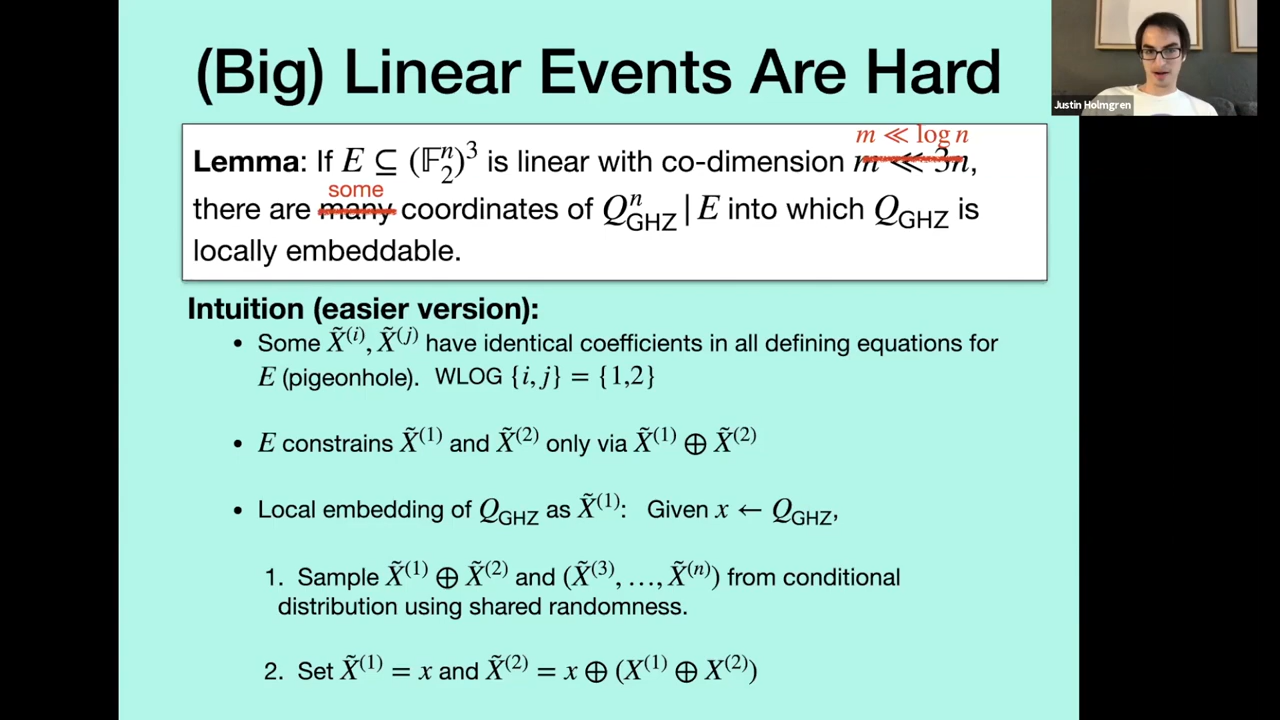 (Big) Linear Events Are Hard
Justin Holmgren
m ≪ log n
Lemma: If E ⊆ (𝔽₂ⁿ)³ is linear with co-dimension m ≪ 3n,
some
there are many coordinates of Qⁿ_GHZ | E into which Q_GHZ is
locally embeddable.
Intuition (easier version):
• Some X̃⁽ⁱ⁾, X̃⁽ʲ⁾ have identical coefficients in all defining equations for
E (pigeonhole). WLOG {i, j} = {1,2}
• E constrains X̃⁽¹⁾ and X̃⁽²⁾ only via X̃⁽¹⁾ ⊕ X̃⁽²⁾
• Local embedding of Q_GHZ as X̃⁽¹⁾: Given x ← Q_GHZ,
1. Sample X̃⁽¹⁾ ⊕ X̃⁽²⁾ and (X̃⁽³⁾, …, X̃⁽ⁿ⁾) from conditional
distribution using shared randomness.
2. Set X̃⁽¹⁾ = x and X̃⁽²⁾ = x ⊕ (X⁽¹⁾ ⊕ X⁽²⁾)